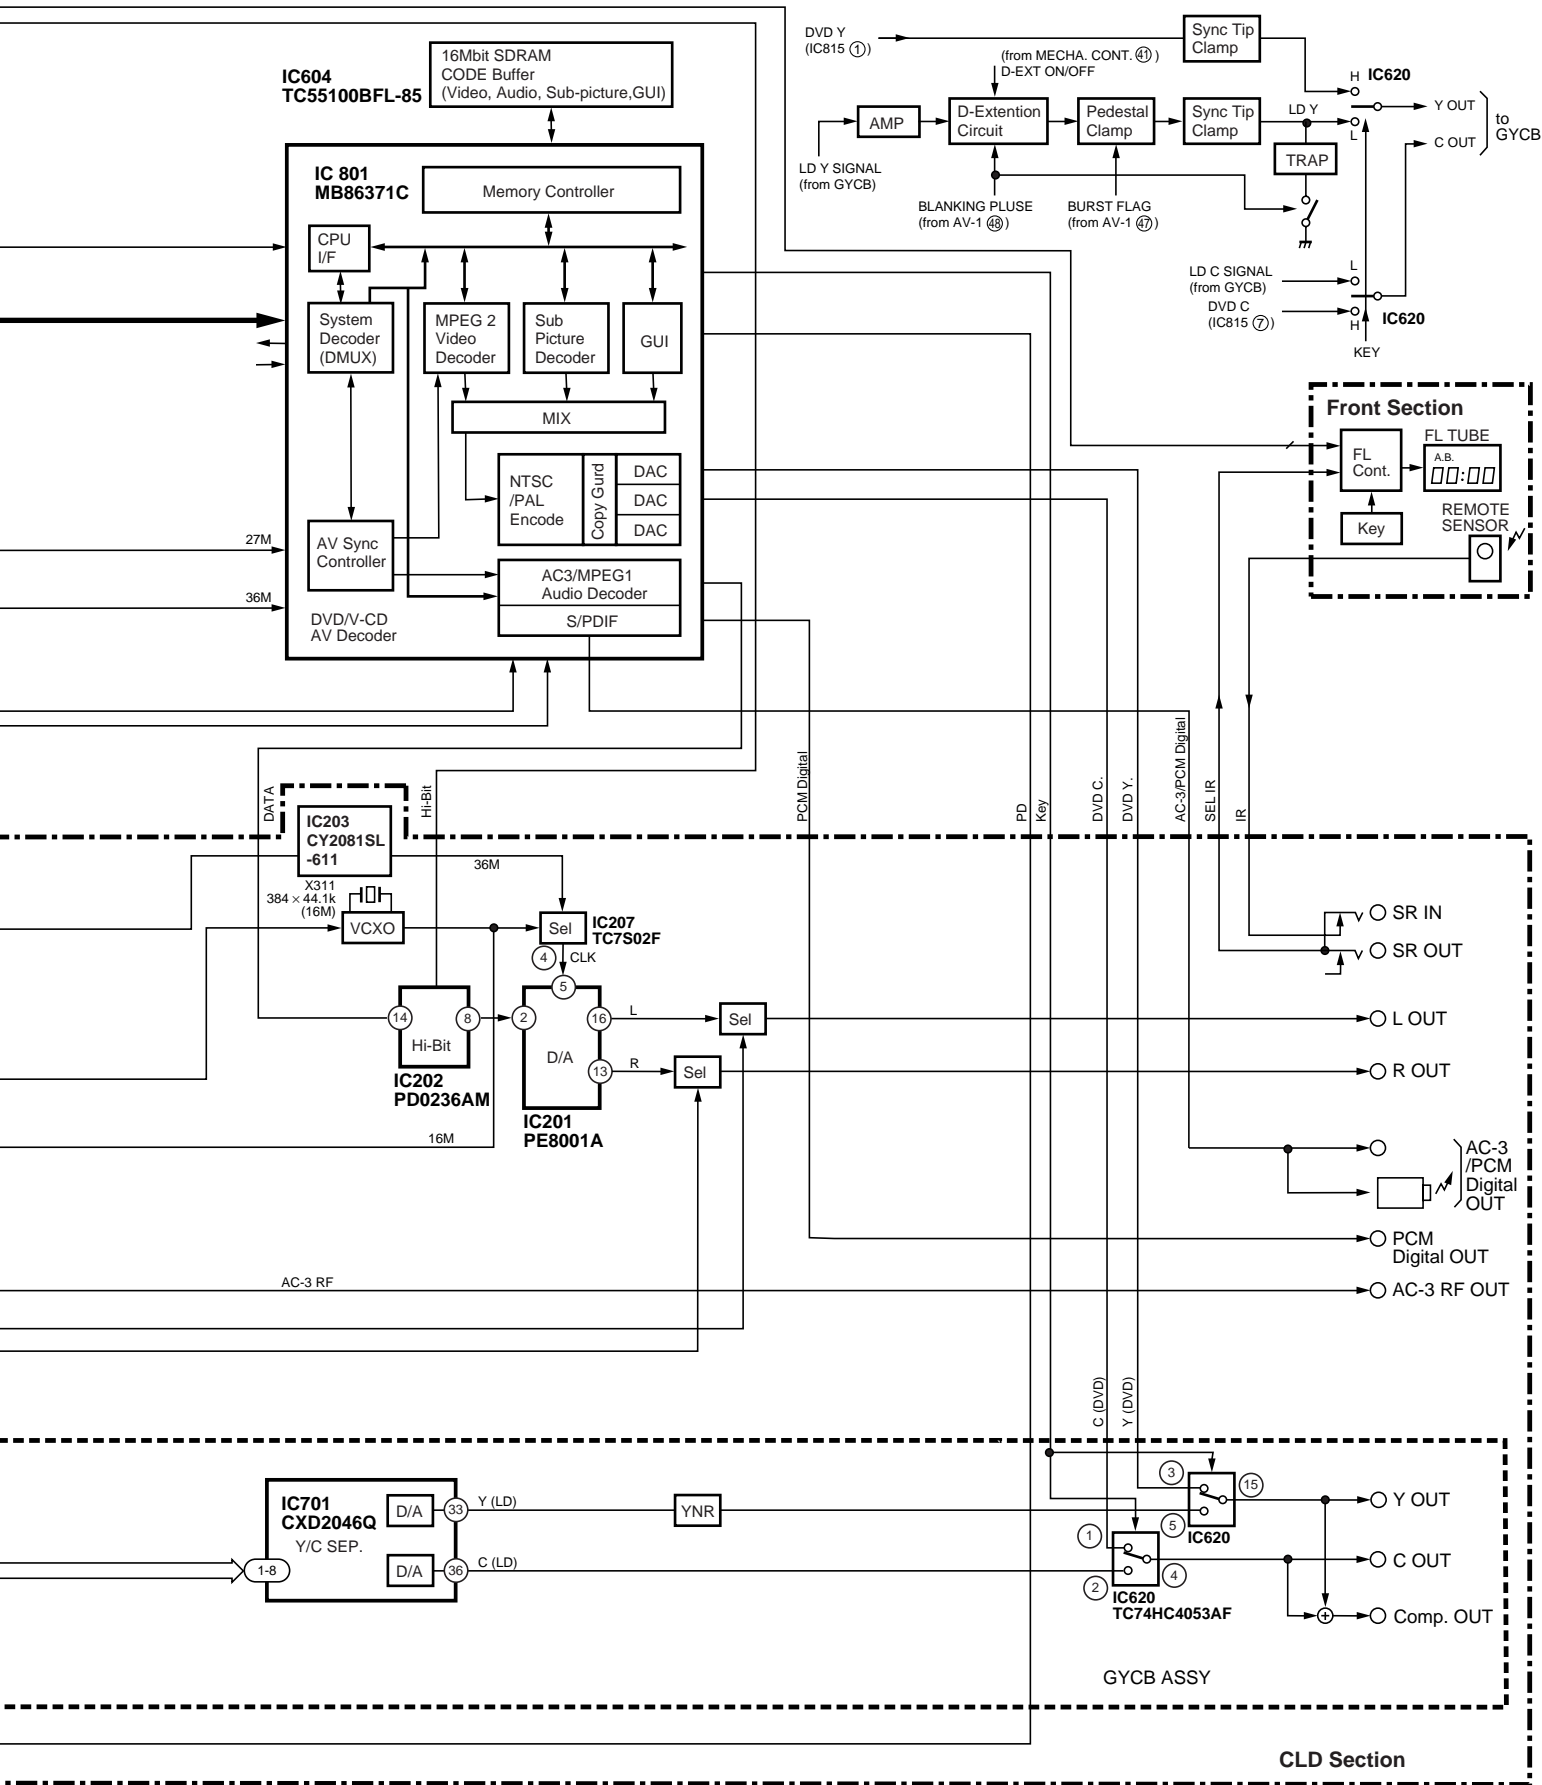 DVD Y
(IC815 ①)
Sync Tip
Clamp
(from MECHA. CONT. ㊶)
D-EXT ON/OFF
H
IC620
AMP
D-Extention
Circuit
Pedestal
Clamp
Sync Tip
Clamp
LD Y
L
Y OUT
C OUT
to
GYCB
TRAP
LD Y SIGNAL
(from GYCB)
BLANKING PLUSE
(from AV-1 ㊽)
BURST FLAG
(from AV-1 ㊼)
LD C SIGNAL
(from GYCB)
L
DVD C
(IC815 ⑦)
H
IC620
KEY
IC604
TC55100BFL-85
16Mbit SDRAM
CODE Buffer
(Video, Audio, Sub-picture,GUI)
IC 801
MB86371C
Memory Controller
CPU
I/F
System
Decoder
(DMUX)
MPEG 2
Video
Decoder
Sub
Picture
Decoder
GUI
MIX
NTSC
/PAL
Encode
Copy Gurd
DAC
DAC
DAC
27M
AV Sync
Controller
36M
AC3/MPEG1
Audio Decoder
S/PDIF
DVD/V-CD
AV Decoder
Front Section
FL
Cont.
FL TUBE
A.B.
00:00
Key
REMOTE
SENSOR
DATA
Hi-Bit
PCM Digital
PD
Key
DVD C.
DVD Y.
AC-3/PCM Digital
SEL IR
IR
IC203
CY2081SL
-611
36M
X311
384 × 44.1k
(16M)
VCXO
Sel
IC207
TC7S02F
4
CLK
5
14
8
Hi-Bit
IC202
PD0236AM
2
D/A
16
13
IC201
PE8001A
L
R
Sel
Sel
16M
SR IN
SR OUT
L OUT
R OUT
AC-3
/PCM
Digital
OUT
PCM
Digital OUT
AC-3 RF
AC-3 RF OUT
C (DVD)
Y (DVD)
IC701
CXD2046Q
Y/C SEP.
1-8
D/A
33
Y (LD)
D/A
36
C (LD)
YNR
3
15
5
IC620
1
2
4
IC620
TC74HC4053AF
Y OUT
C OUT
Comp. OUT
GYCB ASSY
CLD Section